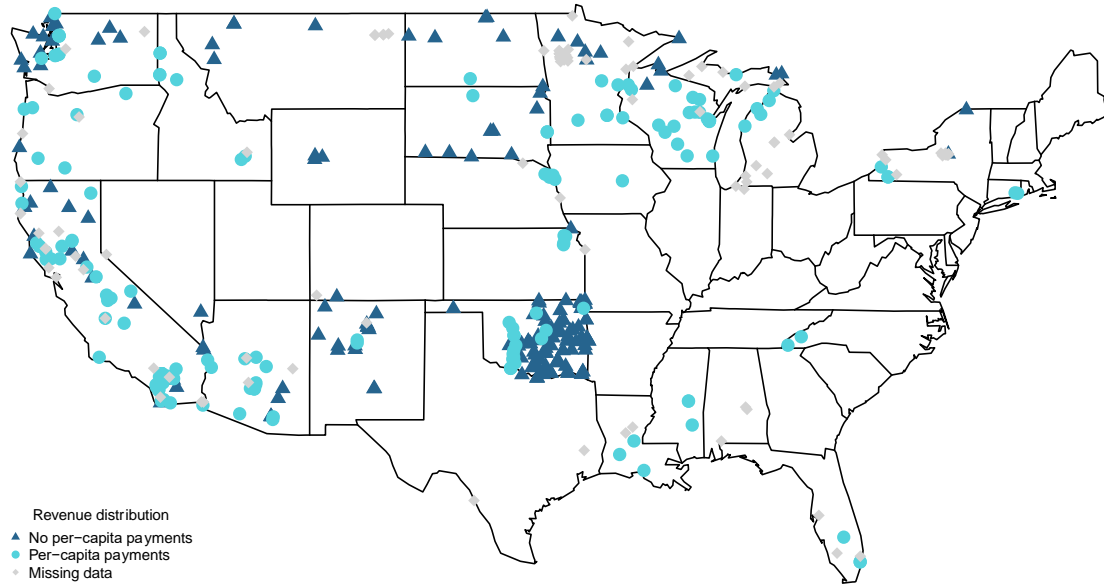 Revenue distribution
No per−capita payments
Per−capita payments
Missing data